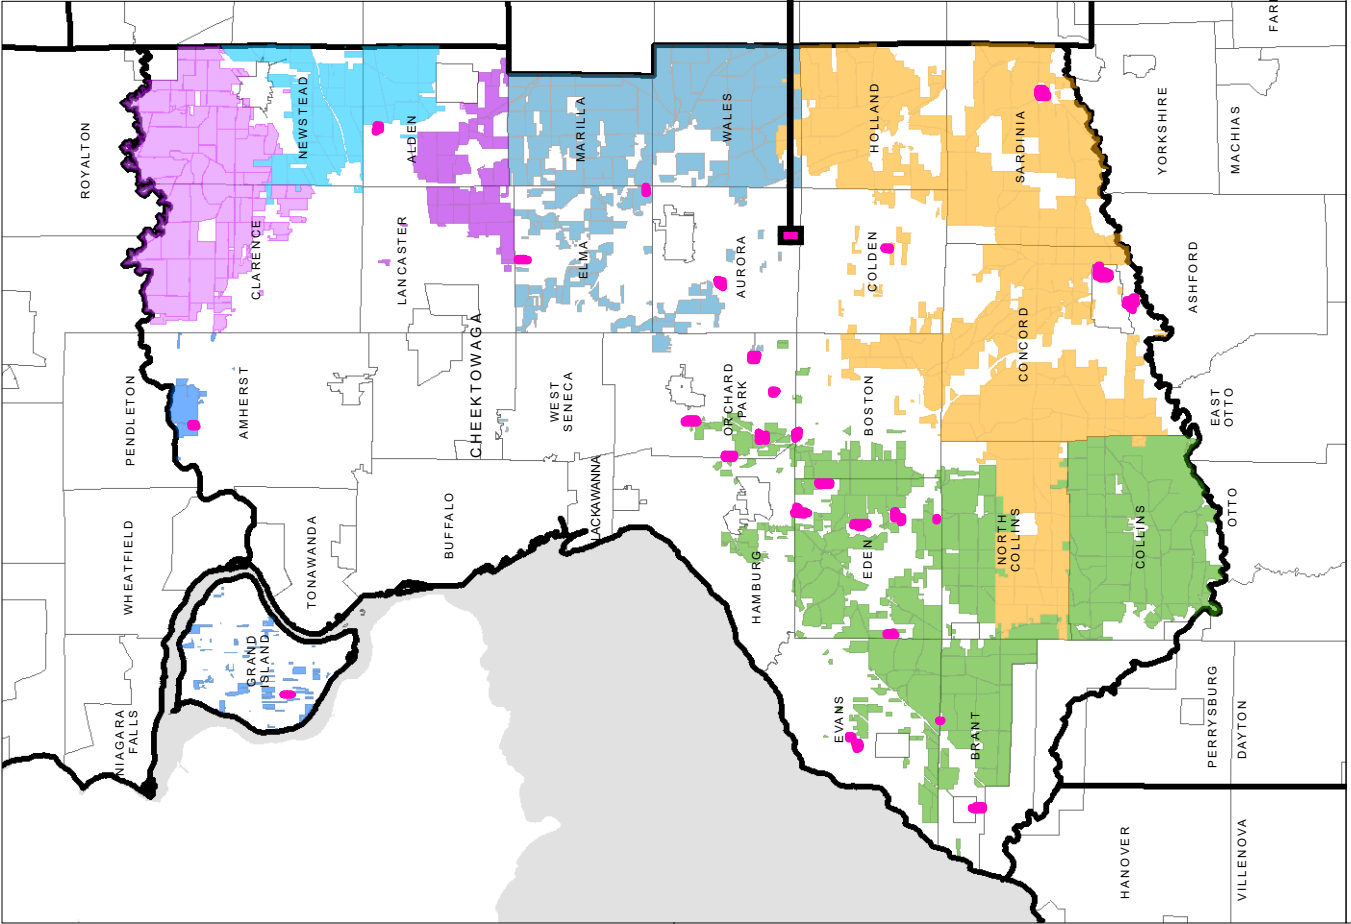 ROYALTON
PENDLETON
WHEATFIELD
NIAGARA
FALLS
NEWSTEAD
CLARENCE
AMHERST
GRAND
ISLAND
TONAWANDA
ALDEN
LANCASTER
CHEEKTOWAGA
BUFFALO
MARILLA
ELMA
WEST
SENECA
LACKAWANNA
WALES
AURORA
ORCHARD
PARK
HAMBURG
HOLLAND
COLDEN
BOSTON
EDEN
EVANS
SARDINIA
CONCORD
NORTH
COLLINS
BRANT
COLLINS
YORKSHIRE
ASHFORD
EAST
OTTO
OTTO
PERRYSBURG
HANOVER
MACHIAS
DAYTON
VILLENOVA